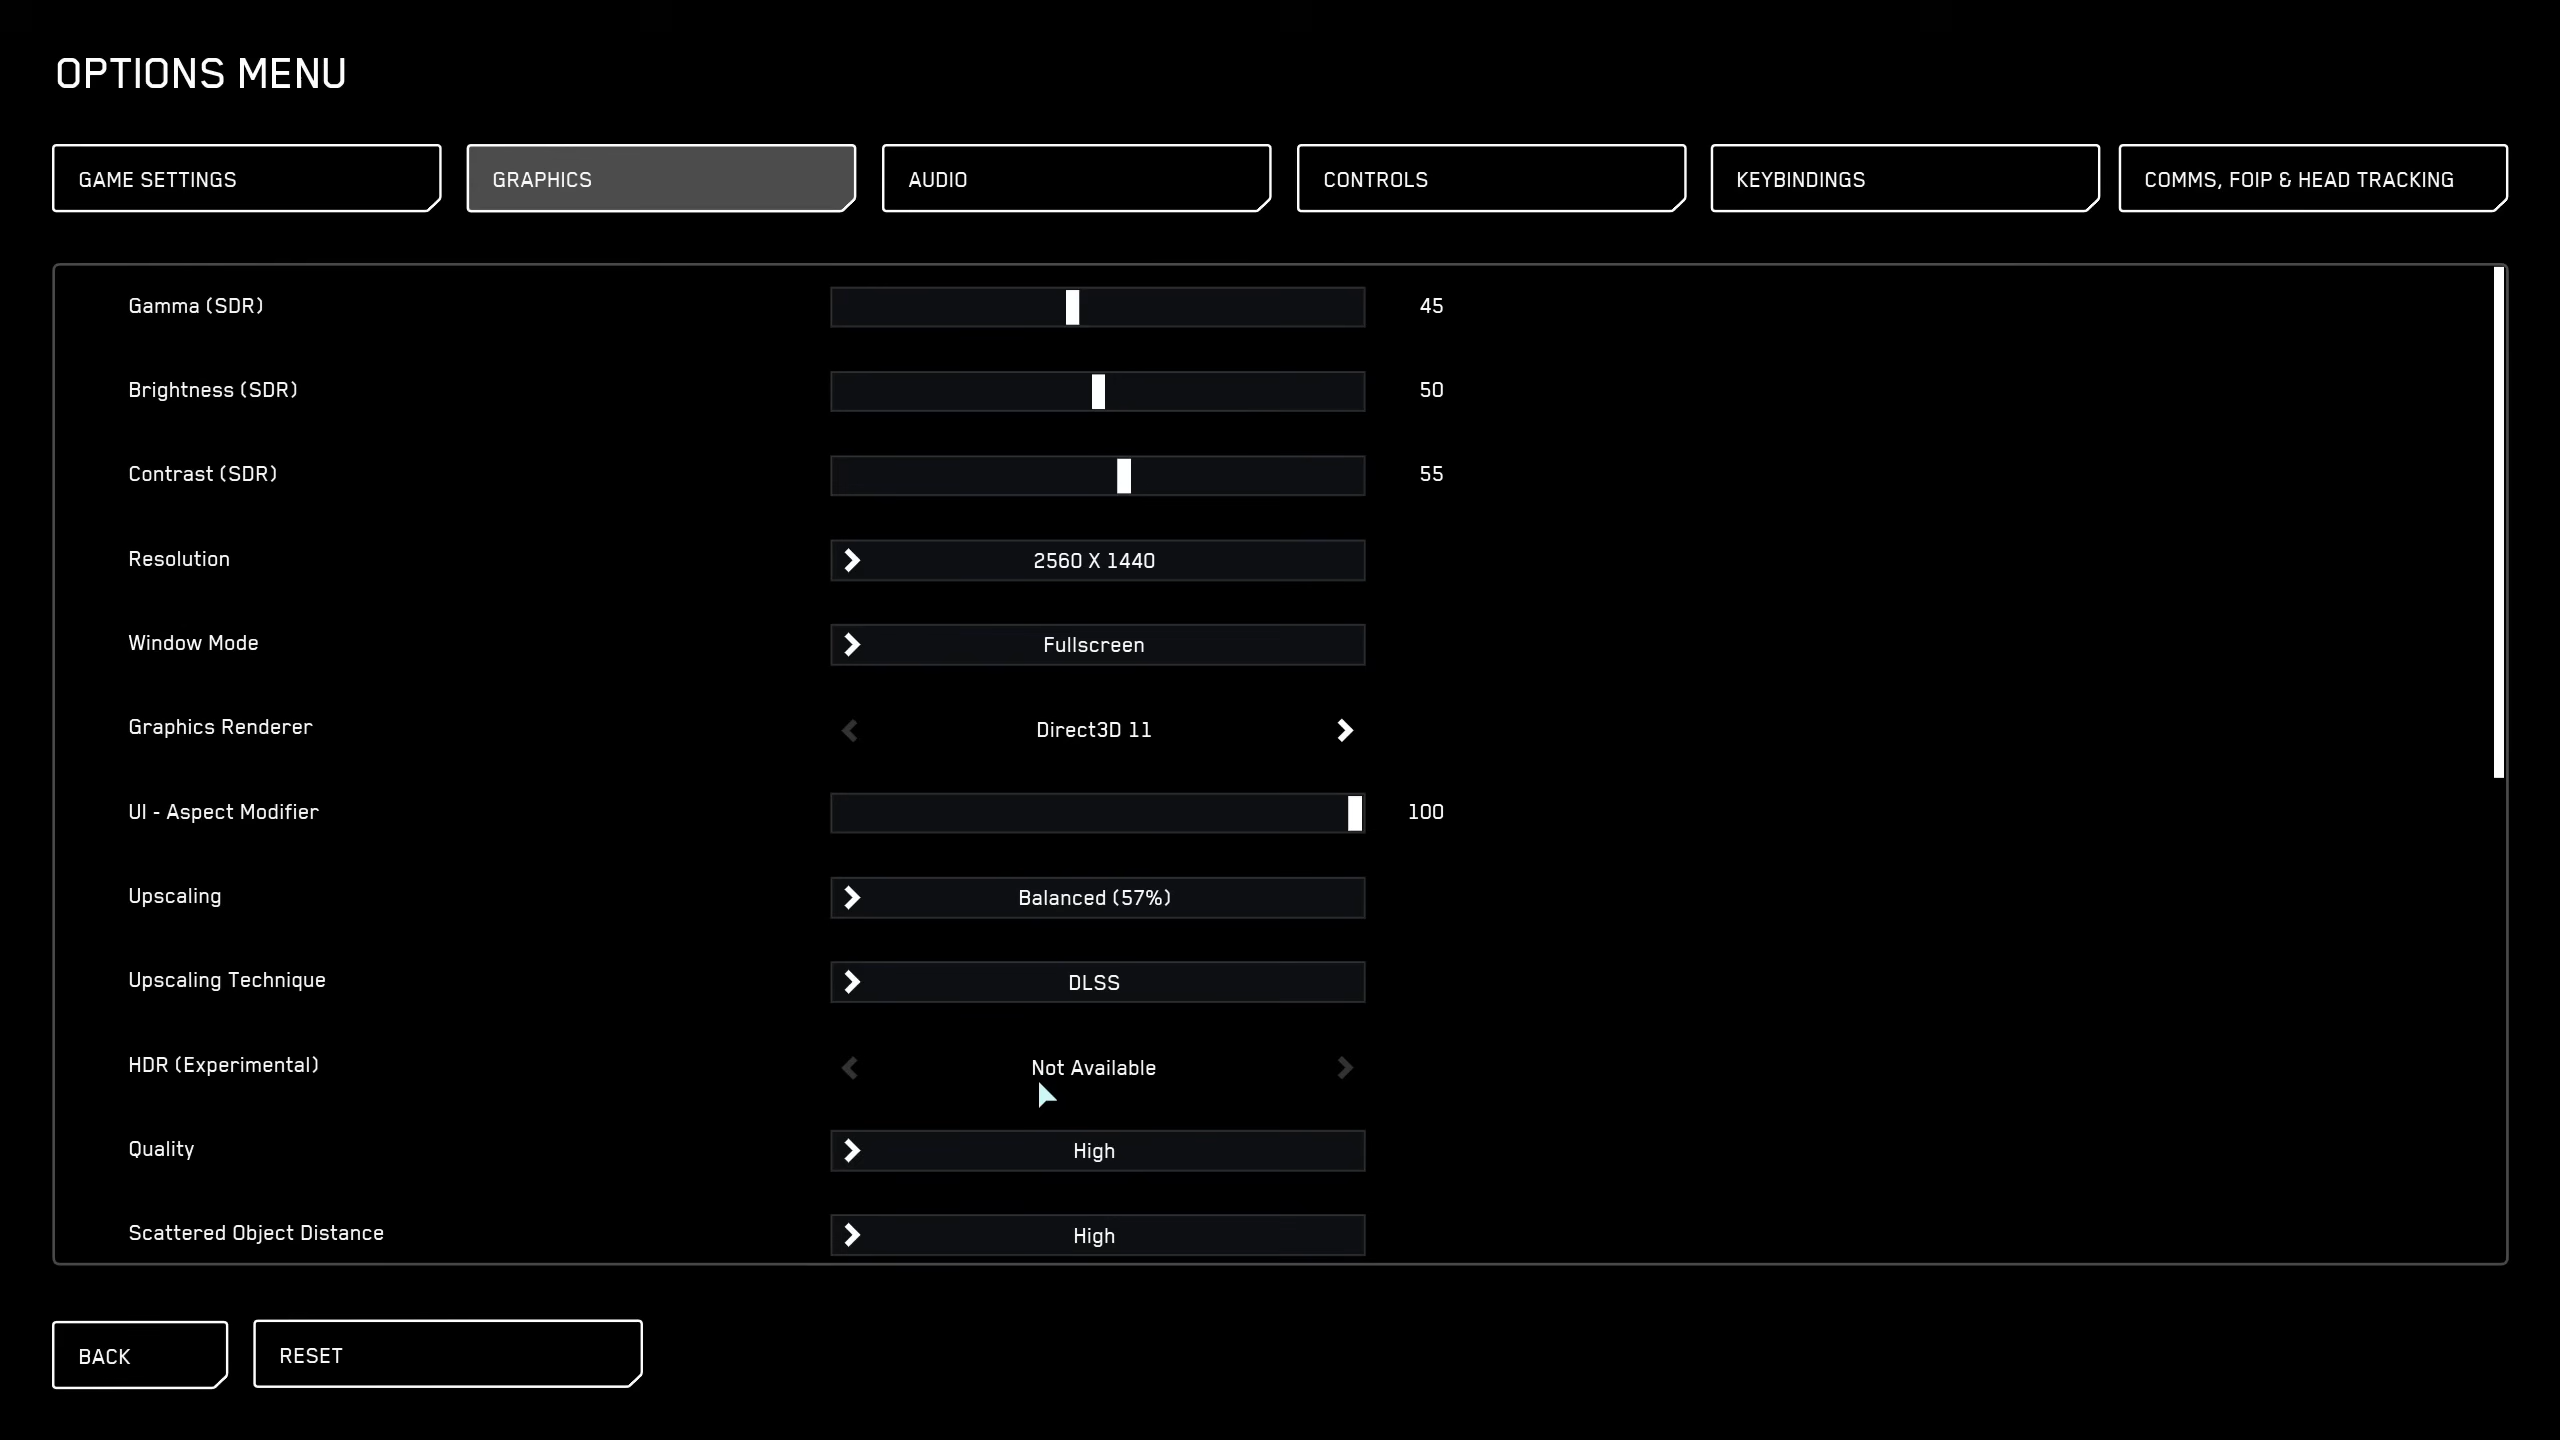 OPTIONS MENU
GAME SETTINGS GRAPHICS AUDIO CONTROLS KEYBINDINGS COMMS, FOIP & HEAD TRACKING
Gamma (SDR) 45
Brightness (SDR) 50
Contrast (SDR) 55
Resolution 2560 X 1440
Window Mode Fullscreen
Graphics Renderer Direct3D 11
UI - Aspect Modifier 100
Upscaling Balanced (57%)
Upscaling Technique DLSS
HDR (Experimental) Not Available
Quality High
Scattered Object Distance High
BACK RESET